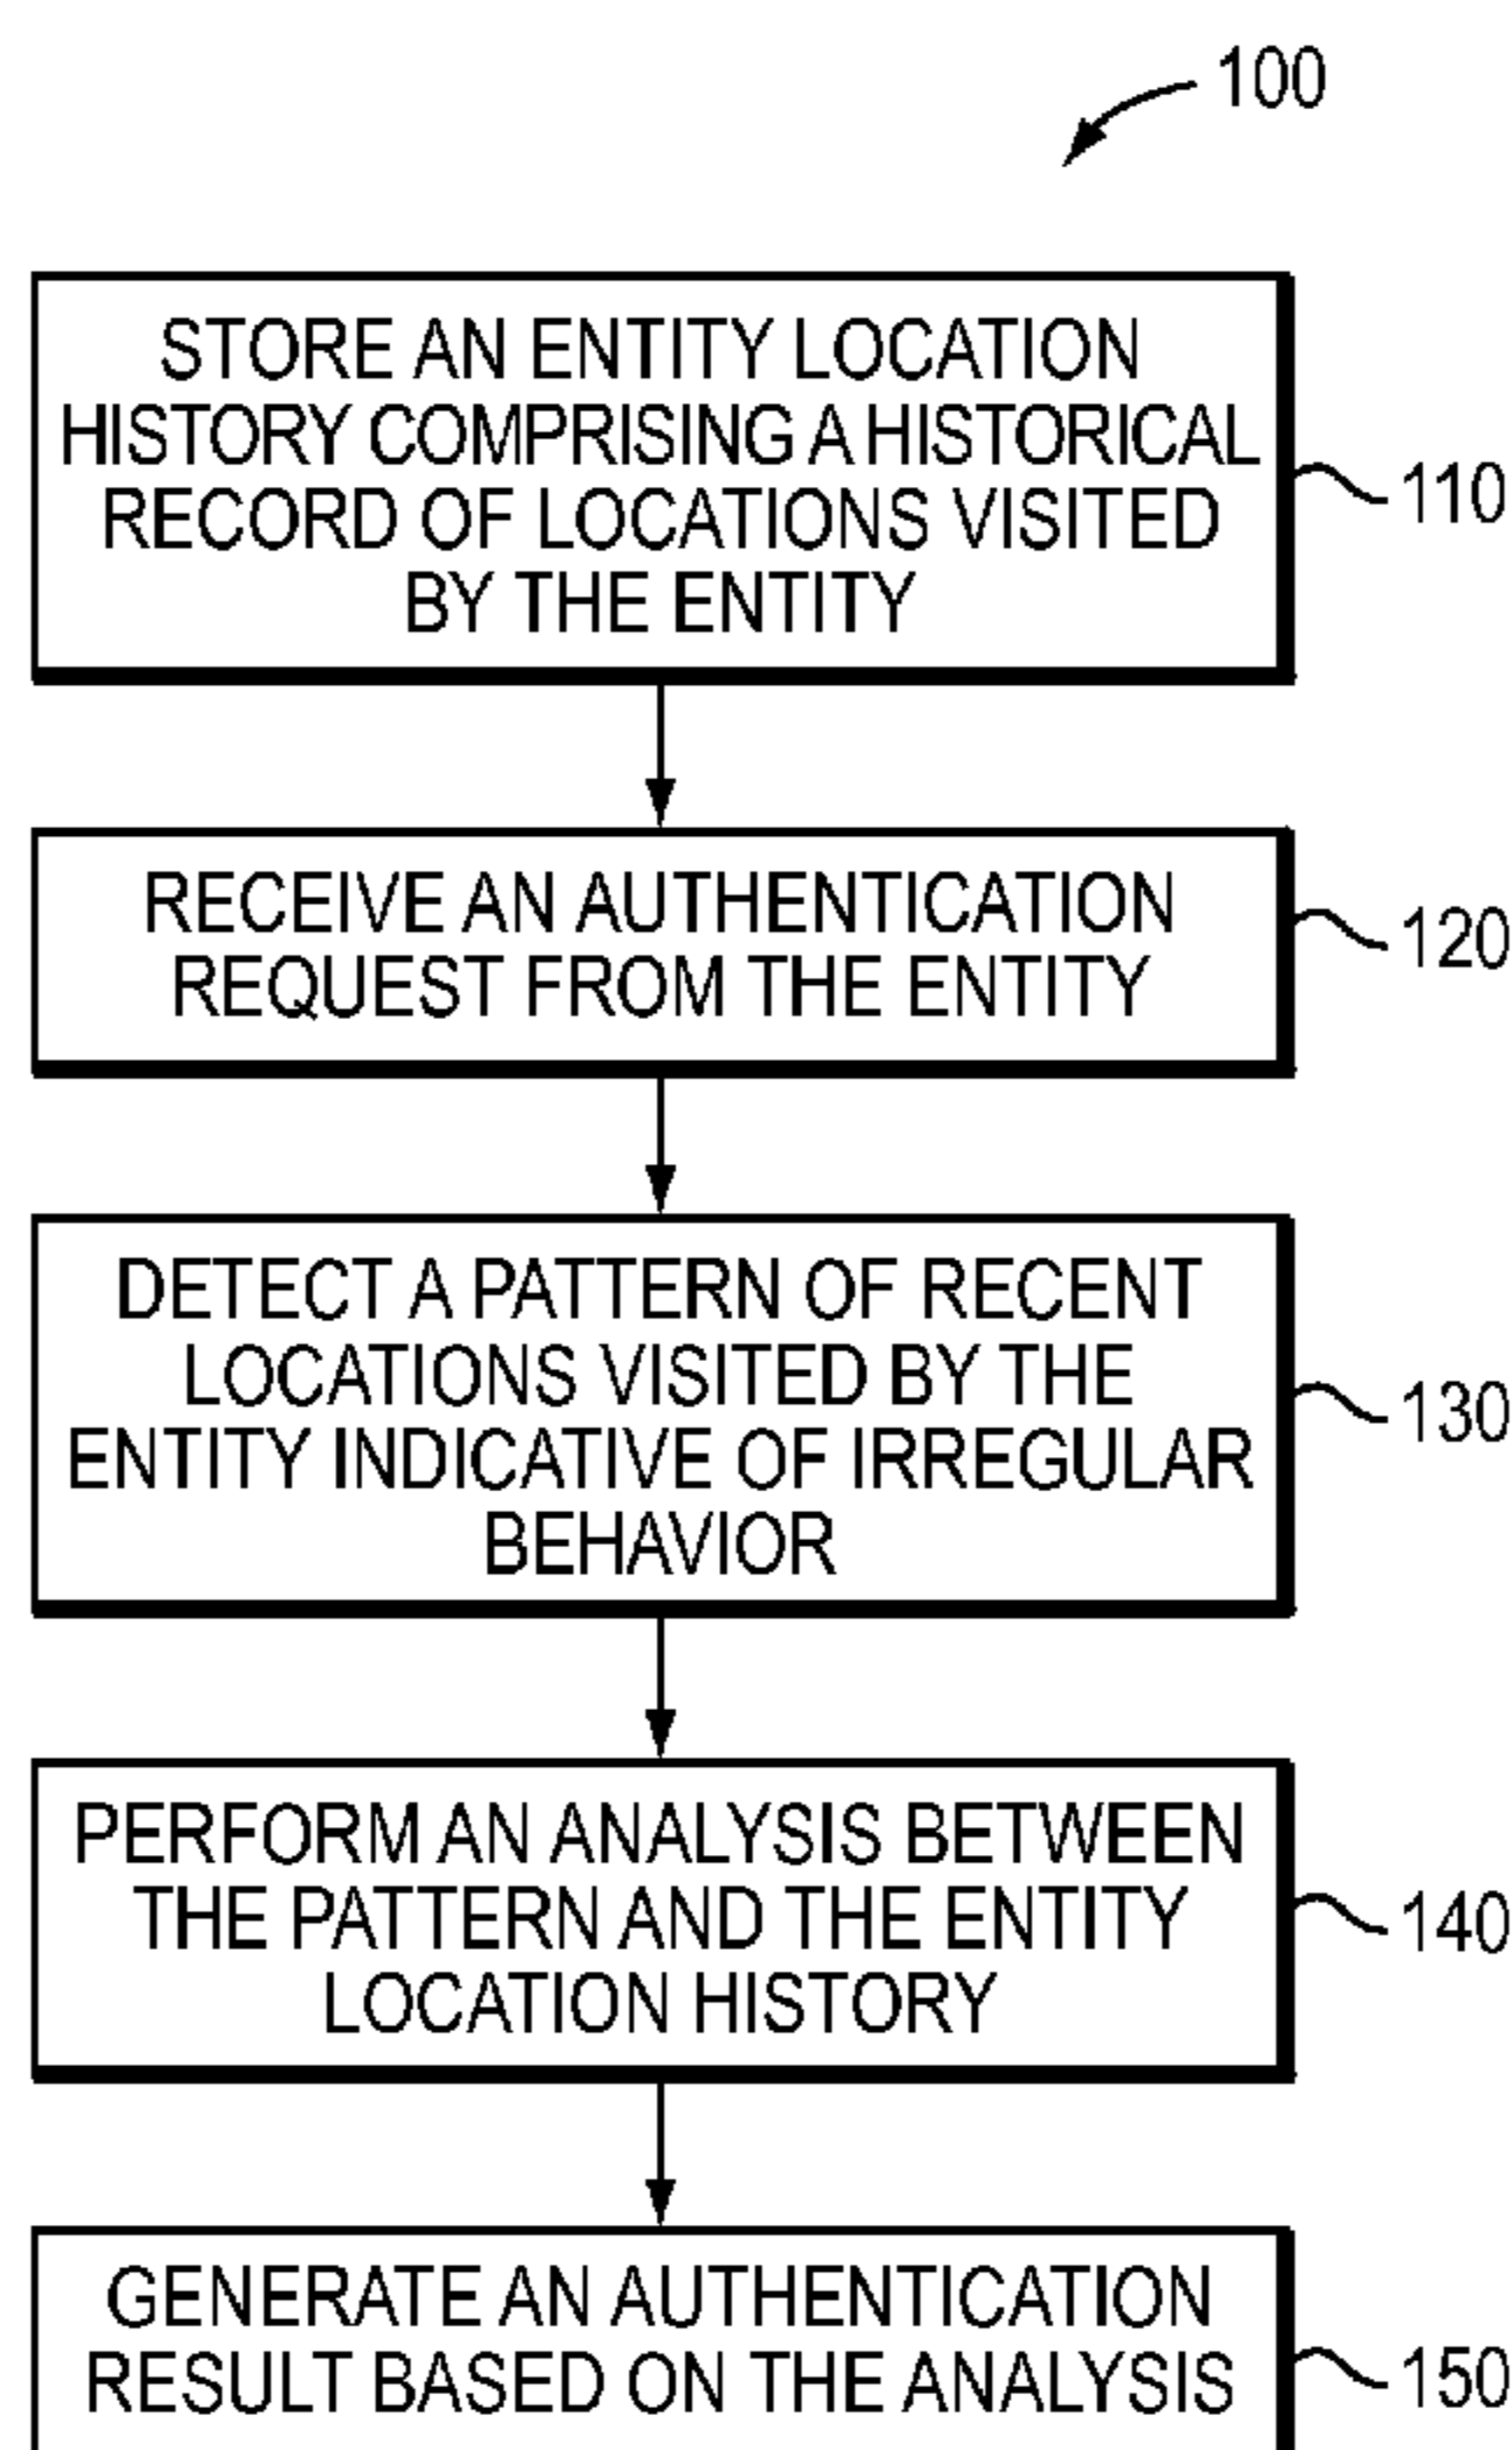 100
STORE AN ENTITY LOCATION
HISTORY COMPRISING A HISTORICAL
RECORD OF LOCATIONS VISITED
BY THE ENTITY
110
RECEIVE AN AUTHENTICATION
REQUEST FROM THE ENTITY
120
DETECT A PATTERN OF RECENT
LOCATIONS VISITED BY THE
ENTITY INDICATIVE OF IRREGULAR
BEHAVIOR
130
PERFORM AN ANALYSIS BETWEEN
THE PATTERN AND THE ENTITY
LOCATION HISTORY
140
GENERATE AN AUTHENTICATION
RESULT BASED ON THE ANALYSIS
150